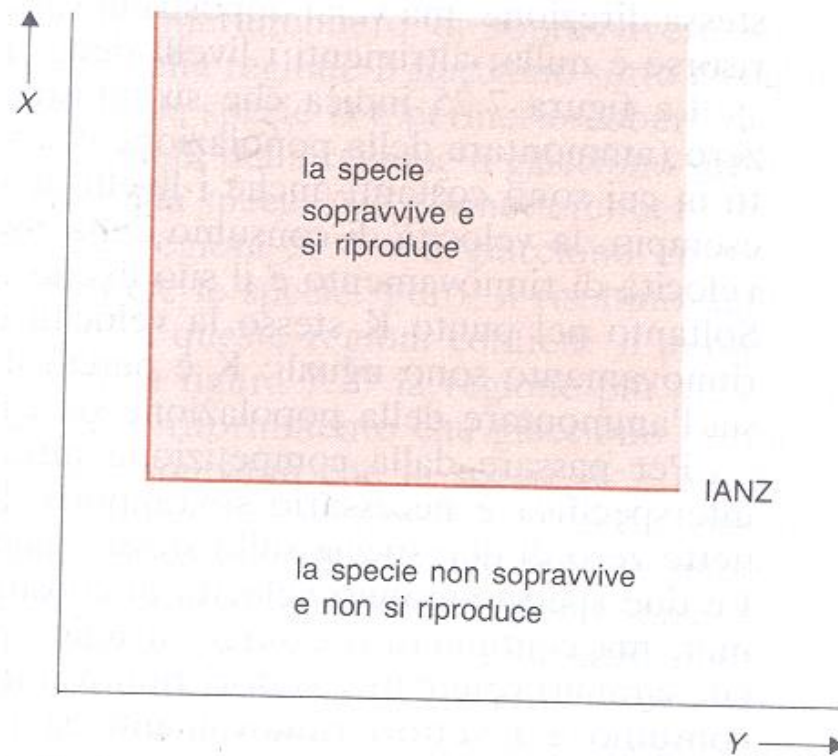 X
la specie
sopravvive e
si riproduce
IANZ
la specie non sopravvive
e non si riproduce
Y